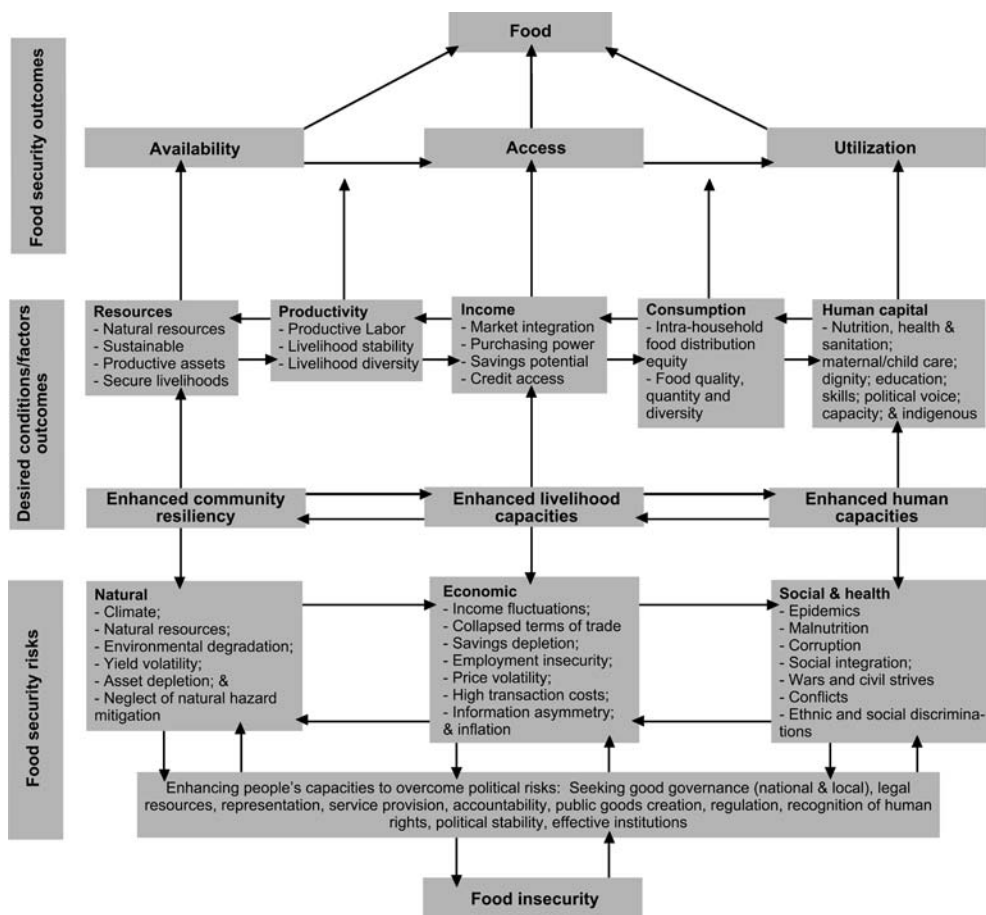 Food security outcomes
Food
Availability
Access
Utilization
Desired conditions/factors
outcomes
Resources
- Natural resources
- Sustainable
- Productive assets
- Secure livelihoods
Productivity
- Productive Labor
- Livelihood stability
- Livelihood diversity
Income
- Market integration
- Purchasing power
- Savings potential
- Credit access
Consumption
- Intra-household
food distribution
equity
- Food quality,
quantity and
diversity
Human capital
- Nutrition, health &
sanitation;
maternal/child care;
dignity; education;
skills; political voice;
capacity; & indigenous
Enhanced community
resiliency
Enhanced livelihood
capacities
Enhanced human
capacities
Food security risks
Natural
- Climate;
- Natural resources;
- Environmental degradation;
- Yield volatility;
- Asset depletion; &
- Neglect of natural hazard
mitigation
Economic
- Income fluctuations;
- Collapsed terms of trade
- Savings depletion;
- Employment insecurity;
- Price volatility;
- High transaction costs;
- Information asymmetry;
& inflation
Social & health
- Epidemics
- Malnutrition
- Corruption
- Social integration;
- Wars and civil strives
- Conflicts
- Ethnic and social discrimina-
tions
Enhancing people's capacities to overcome political risks: Seeking good governance (national & local), legal
resources, representation, service provision, accountability, public goods creation, regulation, recognition of human
rights, political stability, effective institutions
Food insecurity